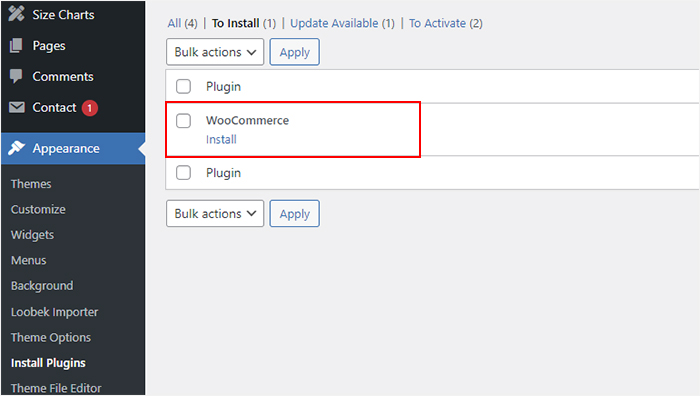 Size Charts
Pages
Comments
Contact 1
Appearance
Themes
Customize
Widgets
Menus
Background
Loobek Importer
Theme Options
Install Plugins
Theme File Editor
All (4) | To Install (1) | Update Available (1) | To Activate (2)
Bulk actions Apply
Plugin
WooCommerce
Install
Plugin
Bulk actions Apply